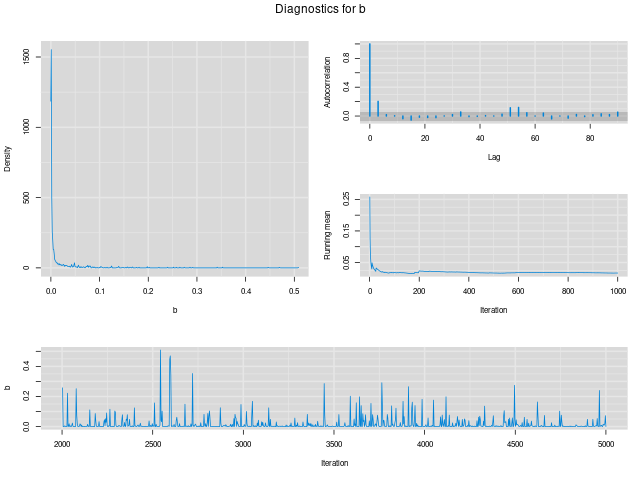 Diagnostics for b
Density
0 500 1000 1500
0.0 0.1 0.2 0.3 0.4 0.5
b
Autocorrelation
0.0 0.4 0.8
0 20 40 60 80
Lag
Running mean
0.05 0.15 0.25
0 200 400 600 800 1000
Iteration
b
0.0 0.2 0.4
2000 2500 3000 3500 4000 4500 5000
Iteration